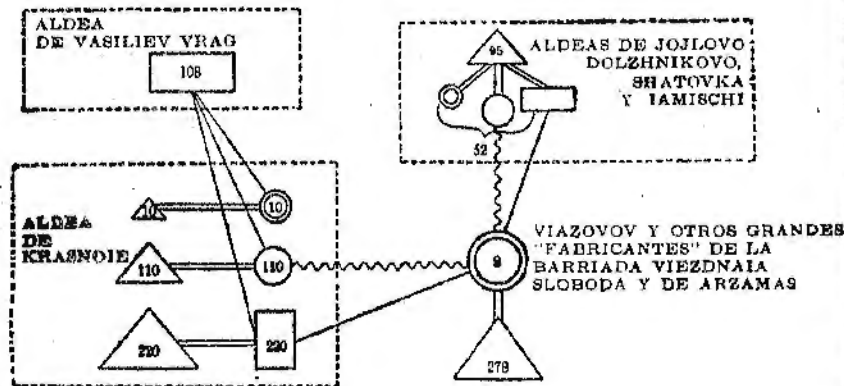 ALDEA
DE VASILIEV VRAG
108
95
ALDEAS DE JOJLOVO
DOLZHNIKOVO,
SHATOVKA
Y IAMISCHI
52
10
10
ALDEA
DE
KRASNOIE
110
110
9
VIAZOVOV Y OTROS GRANDES
"FABRICANTES" DE LA
BARRIADA VIEZDNAIA
SLOBODA Y DE ARZAMAS
220
220
278